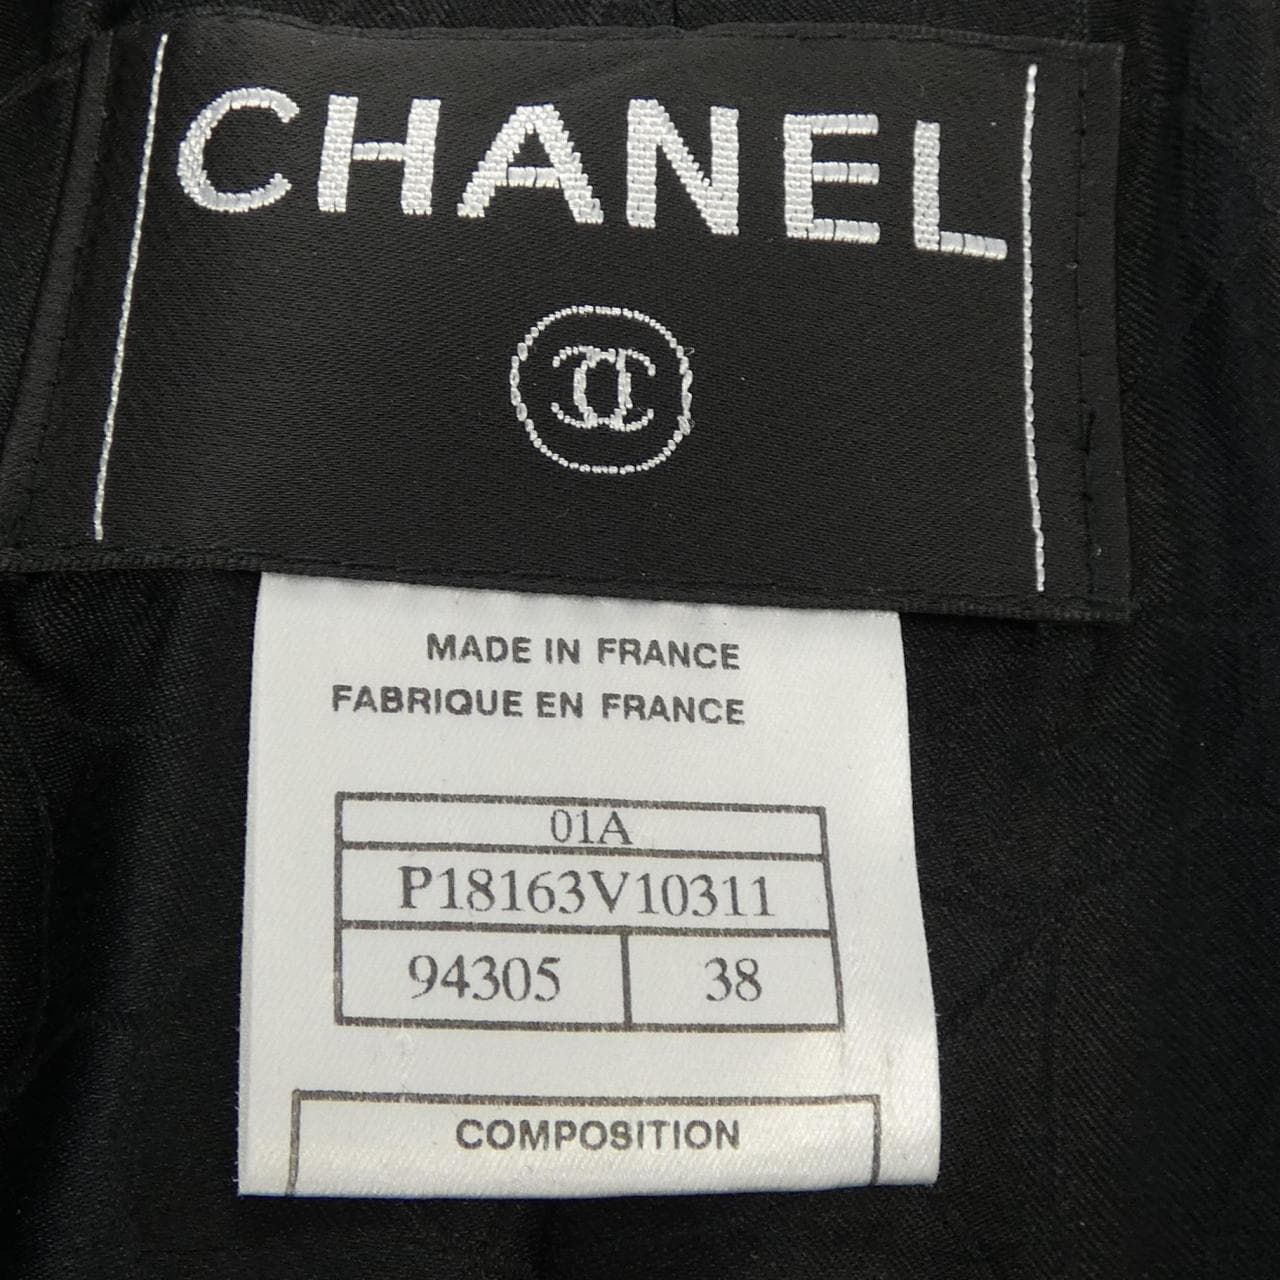 CHANEL
MADE IN FRANCE
FABRIQUE EN FRANCE
01A
P18163V10311
94305 38
COMPOSITION